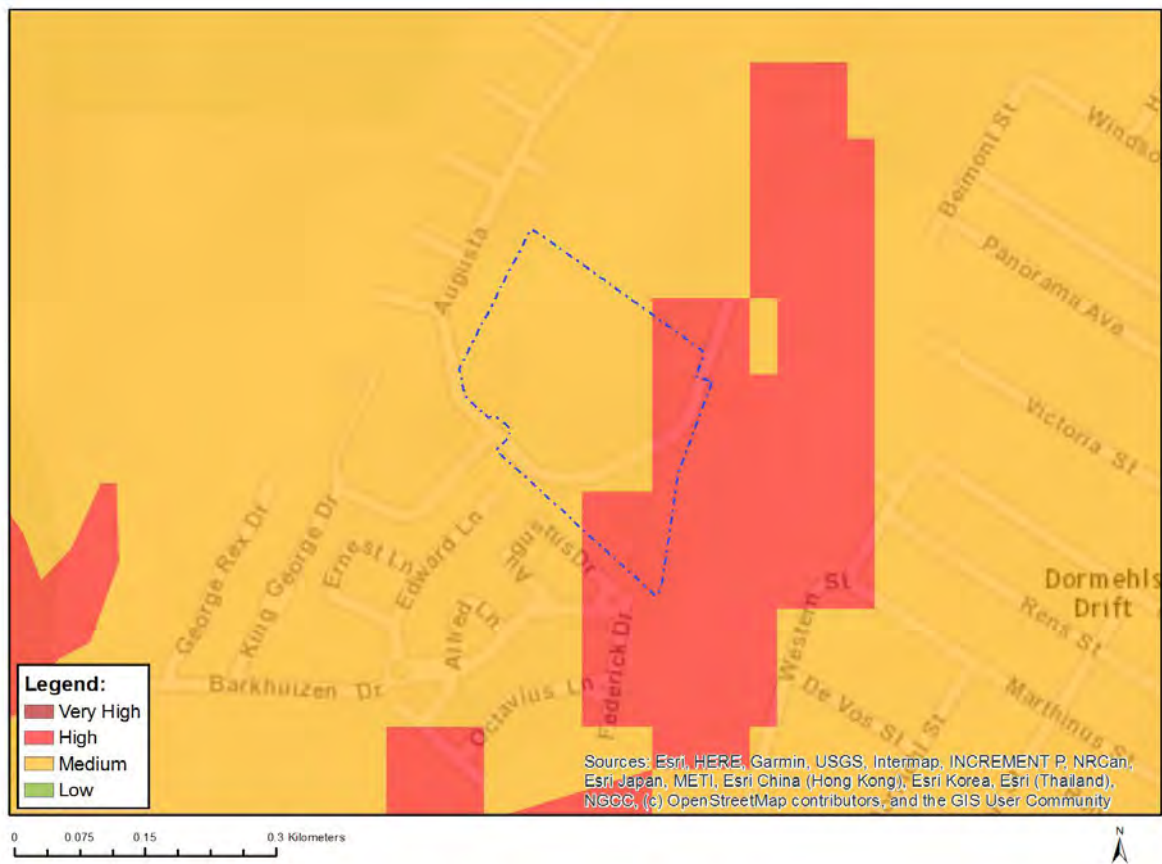 Augusta
Belmont St
Windso
H
Panorama Ave
Victoria St
George Rex Dr
King George Dr
Ernest Ln
Edward Ln
Augustus Dr
Alfred Ln
Barkhuizen Dr
Octavius Ln
Frederick Dr
Western
St
Dormehls
Drift
Rens St
Marthinus St
De Vos St
Legend:
Very High
High
Medium
Low
Sources: Esri, HERE, Garmin, USGS, Intermap, INCREMENT P, NRCan,
Esri Japan, METI, Esri China (Hong Kong), Esri Korea, Esri (Thailand),
NGCC, (c) OpenStreetMap contributors, and the GIS User Community
0 0.075 0.15 0.3 Kilometers
N